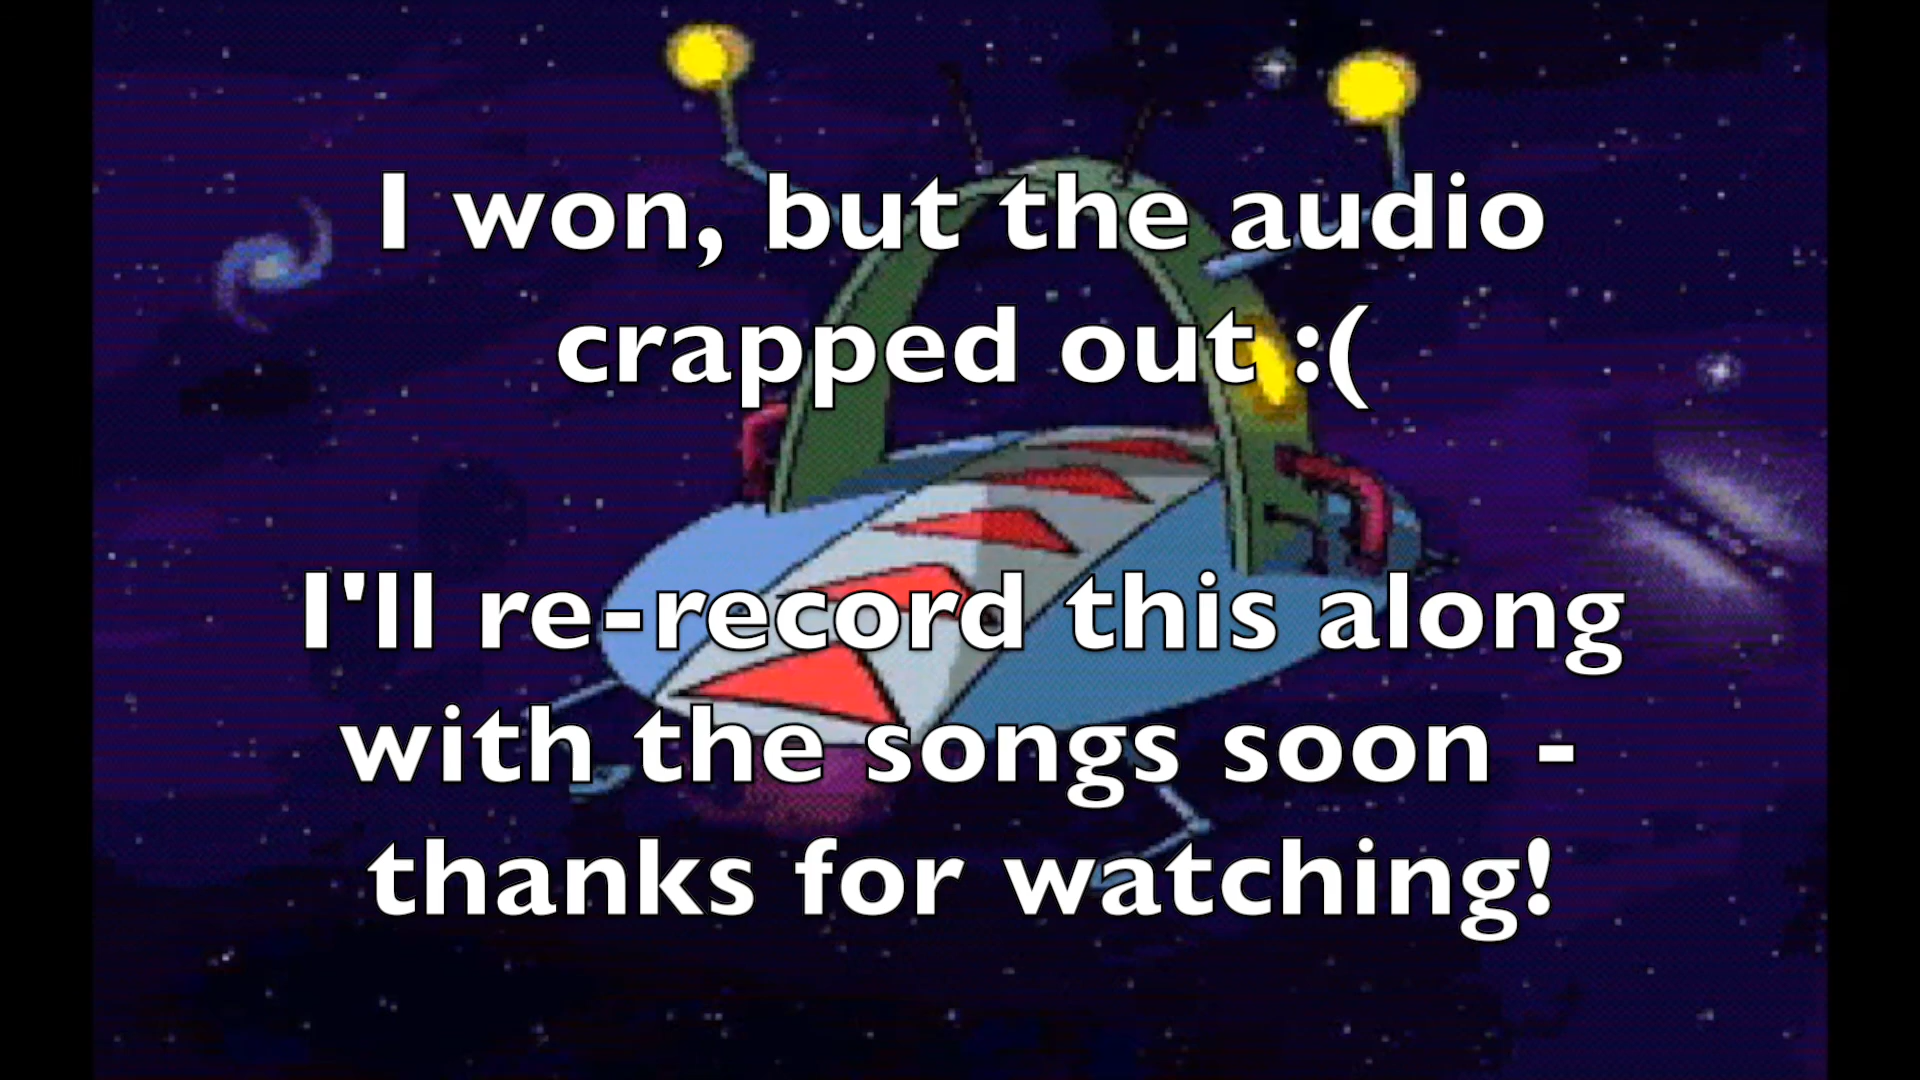 I won, but the audio
crapped out :(
I'll re-record this along
with the songs soon -
thanks for watching!